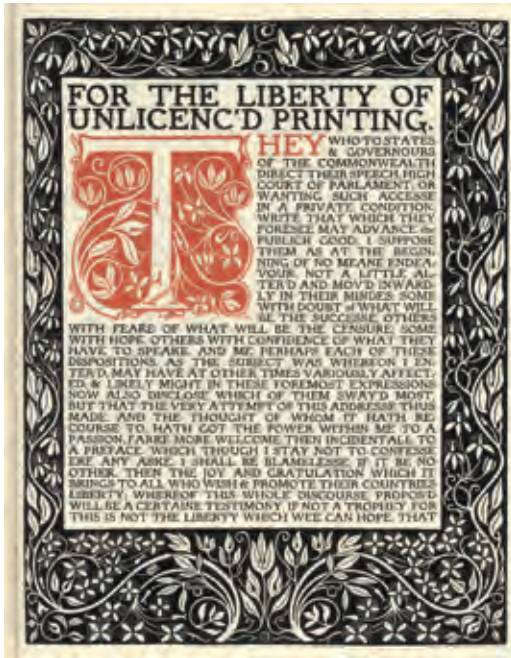 FOR THE LIBERTY OF
UNLICENC'D PRINTING.
THEY WHO TO STATES
& GOVERNOURS
OF THE COMMONWEALTH
DIRECT THEIR SPEECH, HIGH
COURT OF PARLAMENT, OR
WANTING SUCH ACCESSE
IN A PRIVATE CONDITION,
WRITE THAT WHICH THEY
FORESEE MAY ADVANCE the
PUBLICK GOOD; I SUPPOSE
THEM AS AT THE BEGIN-
NING OF NO MEANE ENDEA-
VOUR, NOT A LITTLE AL-
TER'D AND MOV'D INWARD-
LY IN THEIR MINDES: SOME
WITH DOUBT of WHAT WILL
BE THE SUCCESSE, OTHERS
WITH FEARE OF WHAT WILL BE THE CENSURE; SOME
WITH HOPE, OTHERS WITH CONFIDENCE OF WHAT THEY
HAVE TO SPEAKE. AND ME PERHAPS EACH OF THESE
DISPOSITIONS, AS THE SUBJECT WAS WHEREON I EN-
TER'D, MAY HAVE AT OTHER TIMES VARIOUSLY AFFECT-
ED; & LIKELY MIGHT IN THESE FOREMOST EXPRESSIONS
NOW ALSO DISCLOSE WHICH OF THEM SWAY'D MOST,
BUT THAT THE VERY ATTEMPT OF THIS ADDRESSE THUS
MADE, AND THE THOUGHT OF WHOM IT HATH RE-
COURSE TO, HATH GOT THE POWER WITHIN ME TO A
PASSION, FARRE MORE WELCOME THEN INCIDENTALL TO
A PREFACE. WHICH THOUGH I STAY NOT TO CONFESSE
ERE ANY ASKE, I SHALL BE BLAMELESSE, IF IT BE NO
OTHER, THEN THE JOY AND GRATULATION WHICH IT
BRINGS TO ALL WHO WISH & PROMOTE THEIR COUNTRIES
LIBERTY; WHEREOF THIS WHOLE DISCOURSE PROPOS'D
WILL BE A CERTAINE TESTIMONY, IF NOT A TROPHEY. FOR
THIS IS NOT THE LIBERTY WHICH WEE CAN HOPE, THAT